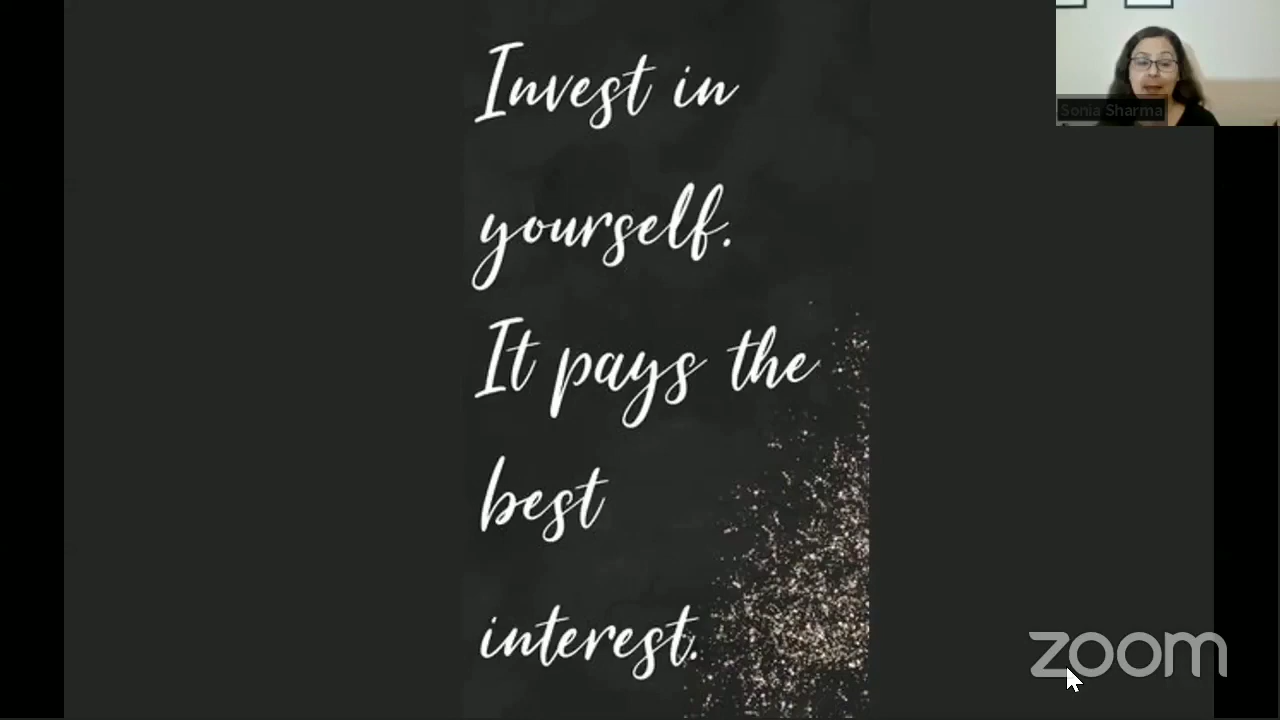 Invest in
yourself.
It pays the
best
interest.
Sonia Sharma
zoom